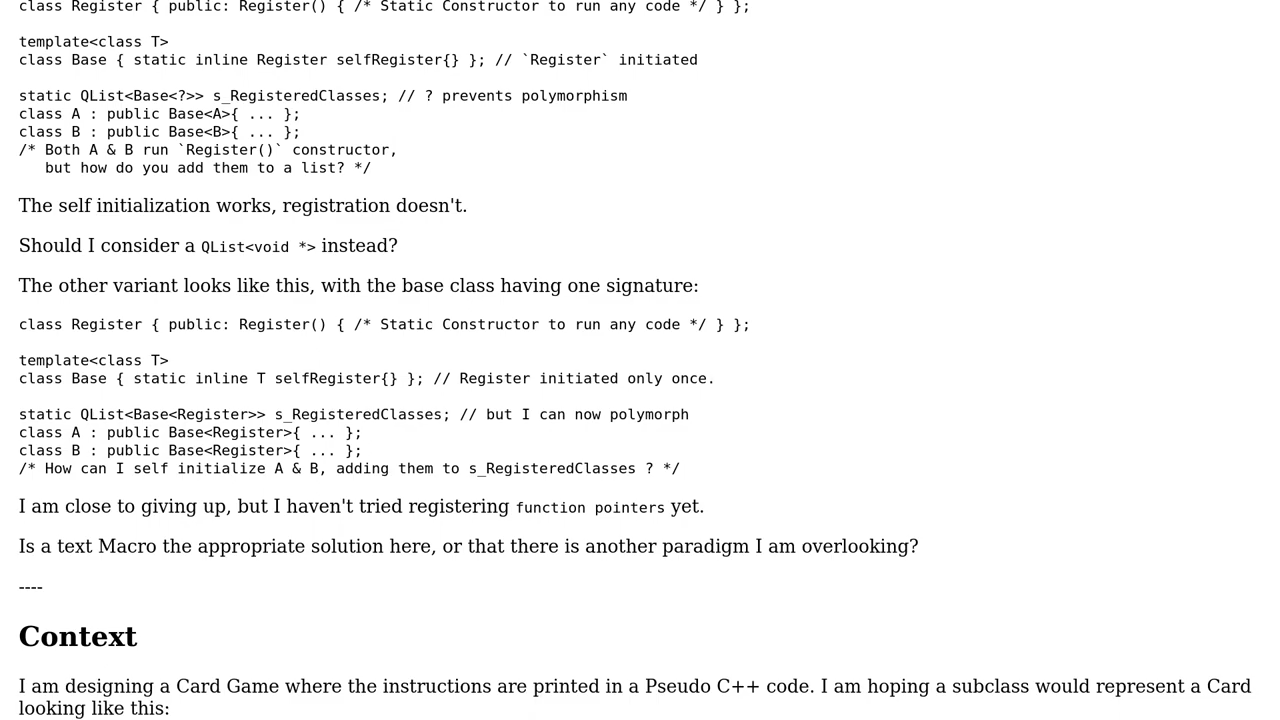 class Register { public: Register() { /* Static Constructor to run any code */ } };
template<class T>
class Base { static inline Register selfRegister{} }; // `Register` initiated
static QList<Base<?>> s_RegisteredClasses; // ? prevents polymorphism
class A : public Base<A>{ ... };
class B : public Base<B>{ ... };
/* Both A & B run `Register()` constructor,
   but how do you add them to a list? */
The self initialization works, registration doesn't.
Should I consider a QList<void *> instead?
The other variant looks like this, with the base class having one signature:
class Register { public: Register() { /* Static Constructor to run any code */ } };
template<class T>
class Base { static inline T selfRegister{} }; // Register initiated only once.
static QList<Base<Register>> s_RegisteredClasses; // but I can now polymorph
class A : public Base<Register>{ ... };
class B : public Base<Register>{ ... };
/* How can I self initialize A & B, adding them to s_RegisteredClasses ? */
I am close to giving up, but I haven't tried registering function pointers yet.
Is a text Macro the appropriate solution here, or that there is another paradigm I am overlooking?
----
Context
I am designing a Card Game where the instructions are printed in a Pseudo C++ code. I am hoping a subclass would represent a Card
looking like this: